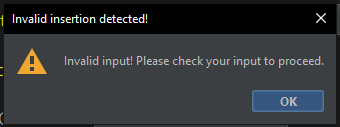 Invalid insertion detected!
Invalid input! Please check your input to proceed.
OK